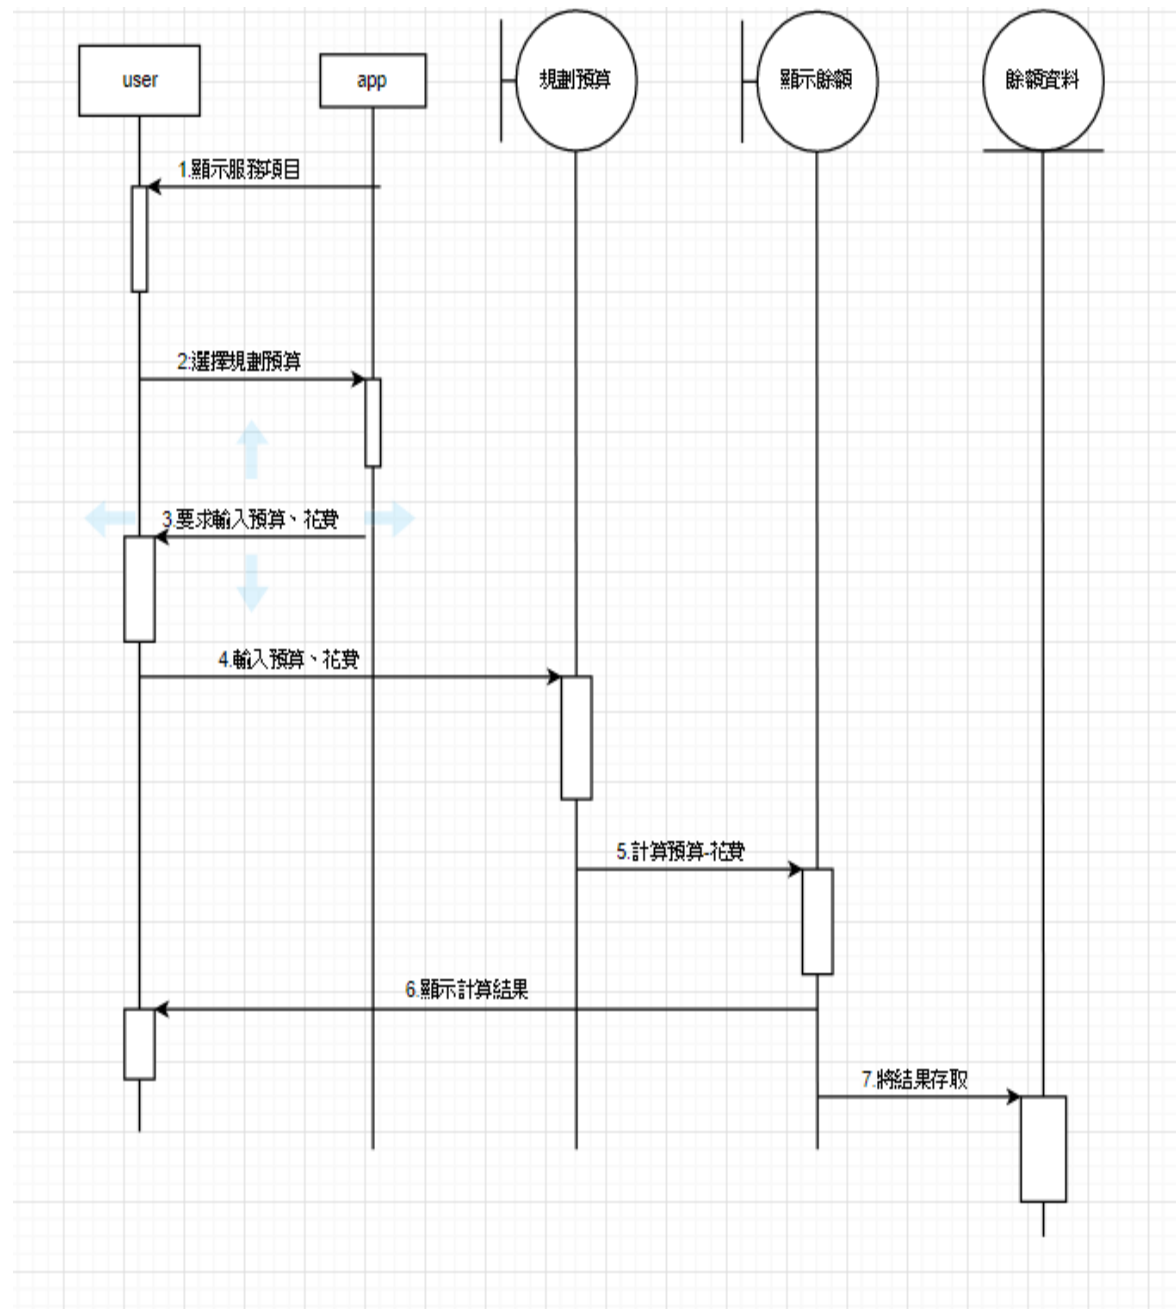 user
app
規劃預算
顯示餘額
餘額資料
1.顯示服務項目
2:選擇規劃預算
3.要求輸入預算、花費
4.輸入預算、花費
5.計算預算-花費
6.顯示計算結果
7.將結果存取